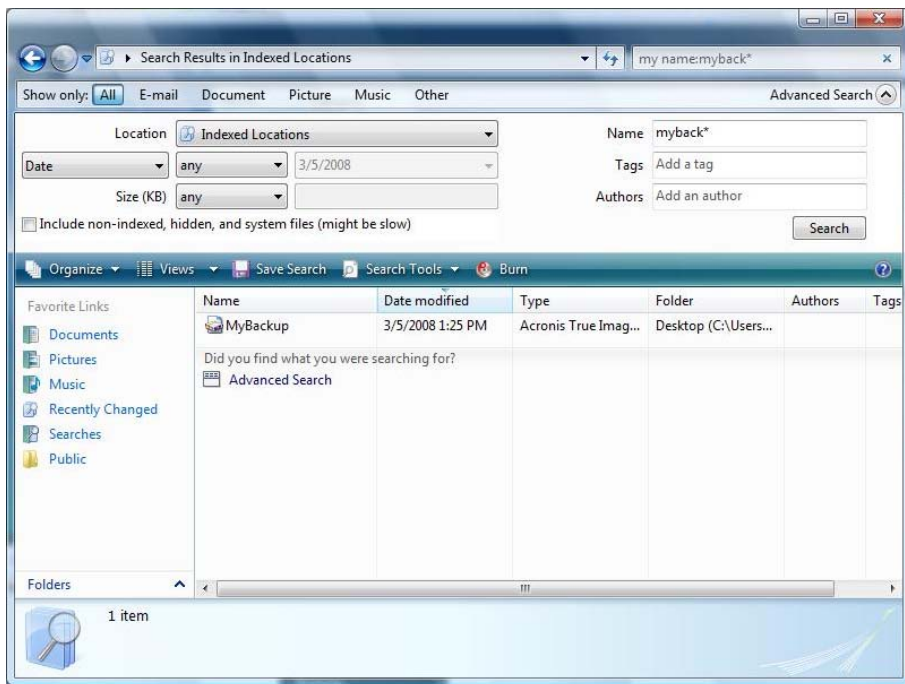 Search Results in Indexed Locations
my name:myback*
Show only: All E-mail Document Picture Music Other Advanced Search
Location Indexed Locations Name myback*
Date any 3/5/2008 Tags Add a tag
Size (KB) any Authors Add an author
Include non-indexed, hidden, and system files (might be slow) Search
Organize Views Save Search Search Tools Burn
Favorite Links
Documents
Pictures
Music
Recently Changed
Searches
Public
Folders
Name Date modified Type Folder Authors Tags
MyBackup 3/5/2008 1:25 PM Acronis True Imag... Desktop (C:\Users...
Did you find what you were searching for?
Advanced Search
1 item